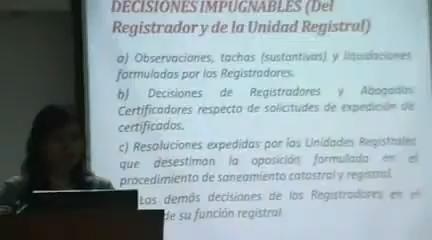 DECISIONES IMPUGNABLES (Del
Registrador y de la Unidad Registral)
a) Observaciones, tachas (sustantivas) y liquidaciones
formuladas por los Registradores.
b) Decisiones de Registradores y Abogados
Certificadores respecto de solicitudes de expedición de
certificados.
c) Resoluciones expedidas por las Unidades Registrales
que desestiman la oposición formulada en el
procedimiento de saneamiento catastral y registral.
Las demás decisiones de los Registradores en el
de su función registral